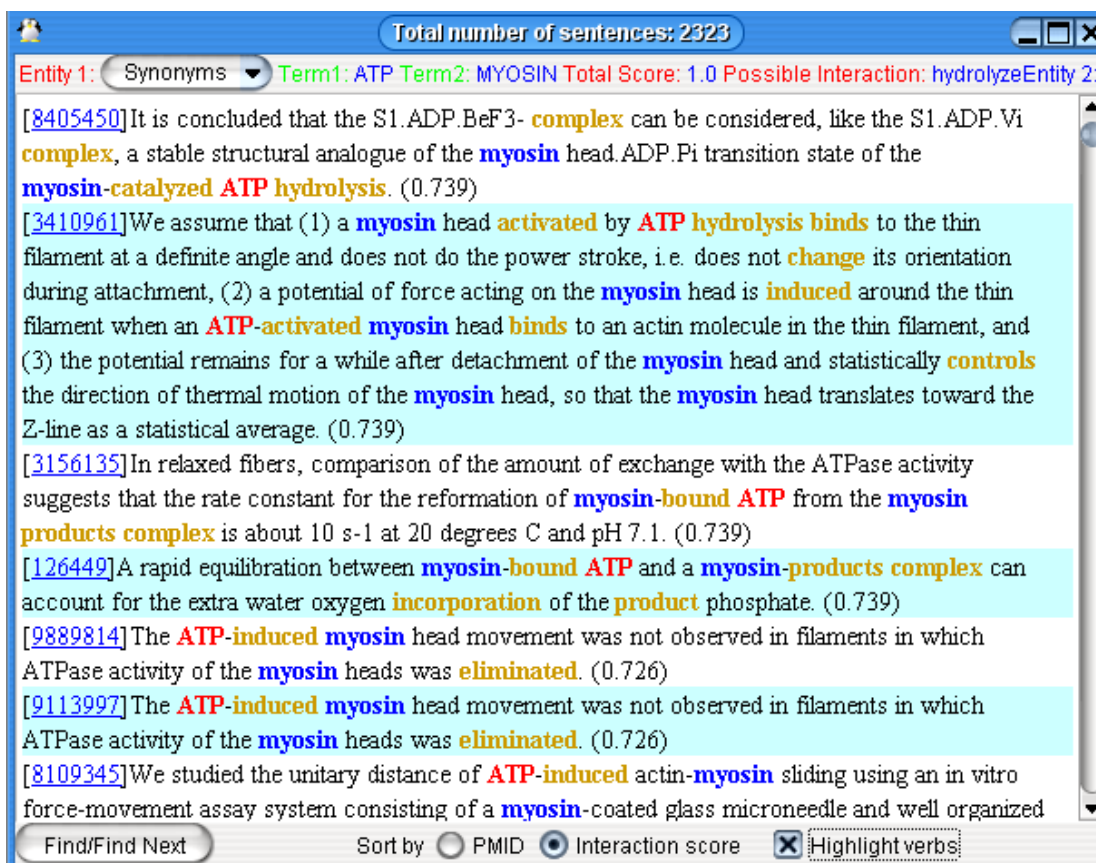 Total number of sentences: 2323
Entity 1: Synonyms Term1: ATP Term2: MYOSIN Total Score: 1.0 Possible Interaction: hydrolyzeEntity 2:
[8405450]It is concluded that the S1.ADP.BeF3- complex can be considered, like the S1.ADP.Vi
complex, a stable structural analogue of the myosin head.ADP.Pi transition state of the
myosin-catalyzed ATP hydrolysis. (0.739)
[3410961]We assume that (1) a myosin head activated by ATP hydrolysis binds to the thin
filament at a definite angle and does not do the power stroke, i.e. does not change its orientation
during attachment, (2) a potential of force acting on the myosin head is induced around the thin
filament when an ATP-activated myosin head binds to an actin molecule in the thin filament, and
(3) the potential remains for a while after detachment of the myosin head and statistically controls
the direction of thermal motion of the myosin head, so that the myosin head translates toward the
Z-line as a statistical average. (0.739)
[3156135]In relaxed fibers, comparison of the amount of exchange with the ATPase activity
suggests that the rate constant for the reformation of myosin-bound ATP from the myosin
products complex is about 10 s-1 at 20 degrees C and pH 7.1. (0.739)
[126449]A rapid equilibration between myosin-bound ATP and a myosin-products complex can
account for the extra water oxygen incorporation of the product phosphate. (0.739)
[9889814]The ATP-induced myosin head movement was not observed in filaments in which
ATPase activity of the myosin heads was eliminated. (0.726)
[9113997]The ATP-induced myosin head movement was not observed in filaments in which
ATPase activity of the myosin heads was eliminated. (0.726)
[8109345]We studied the unitary distance of ATP-induced actin-myosin sliding using an in vitro
force-movement assay system consisting of a myosin-coated glass microneedle and well organized
Find/Find Next Sort by PMID Interaction score Highlight verbs